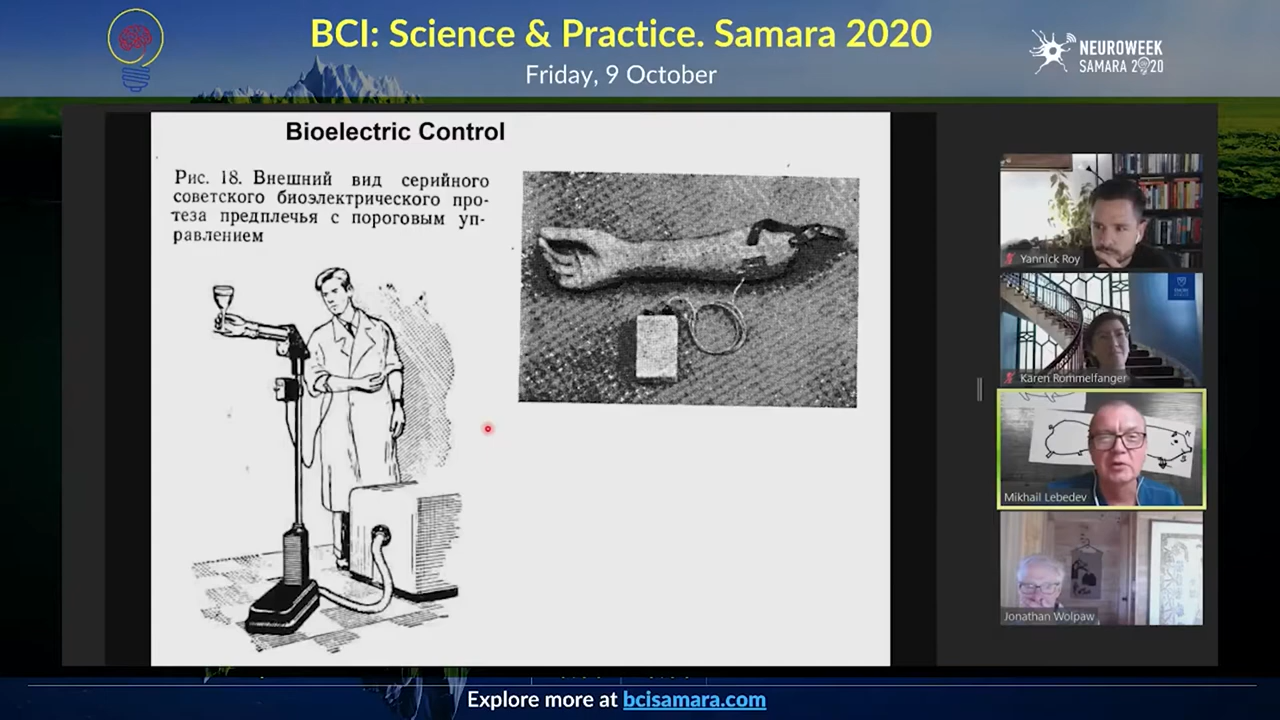 BCI: Science & Practice. Samara 2020
Friday, 9 October
NEUROWEEK
SAMARA 2020
Bioelectric Control
Рис. 18. Внешний вид серийного
советского биоэлектрического про-
теза предплечья с пороговым уп-
равлением
Yannick Roy
Karen Rommelfanger
Mikhail Lebedev
Jonathan Wolpaw
Explore more at bcisamara.com